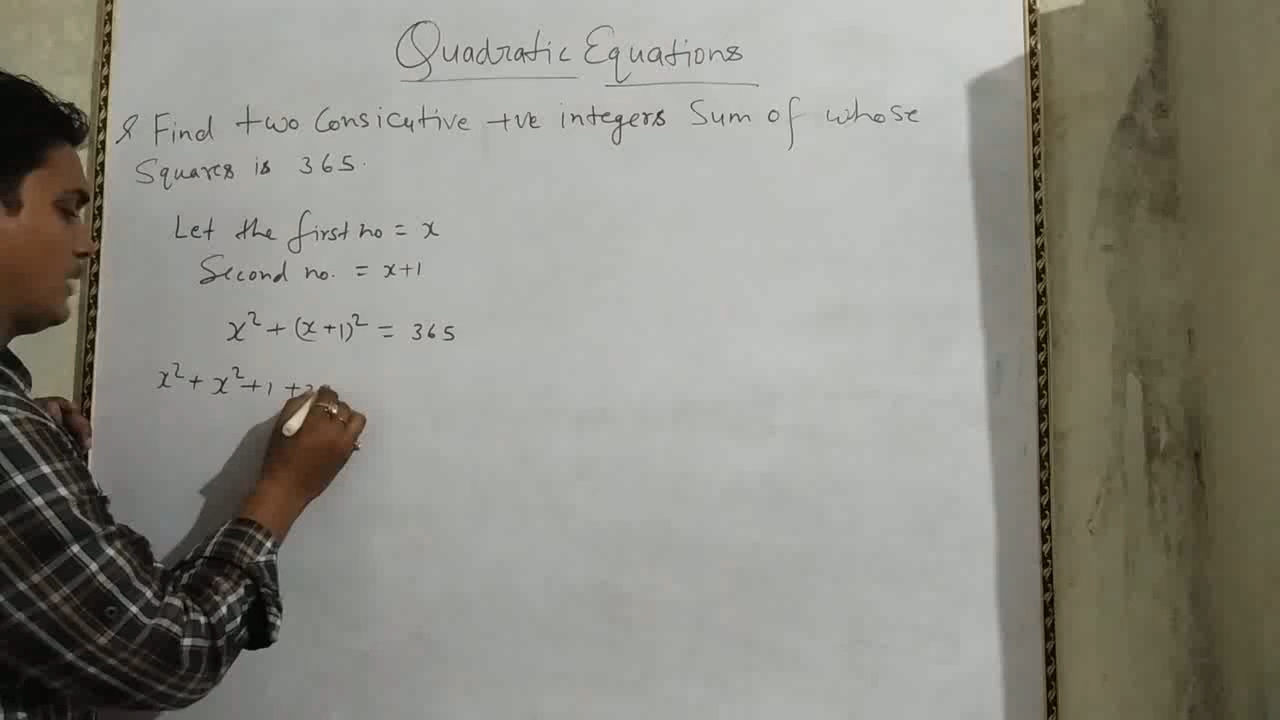 Quadratic Equations
Q Find two Consicutive +ve integers Sum of whose
Squares is 365.
Let the first no = x
Second no. = x+1
x² + (x+1)² = 365
x² + x² + 1 +